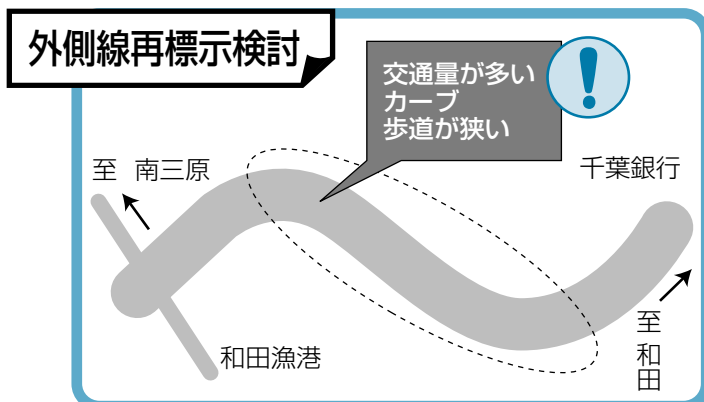 外側線再標示検討
交通量が多い
カーブ
歩道が狭い
!
至 南三原
千葉銀行
和田漁港
至和田